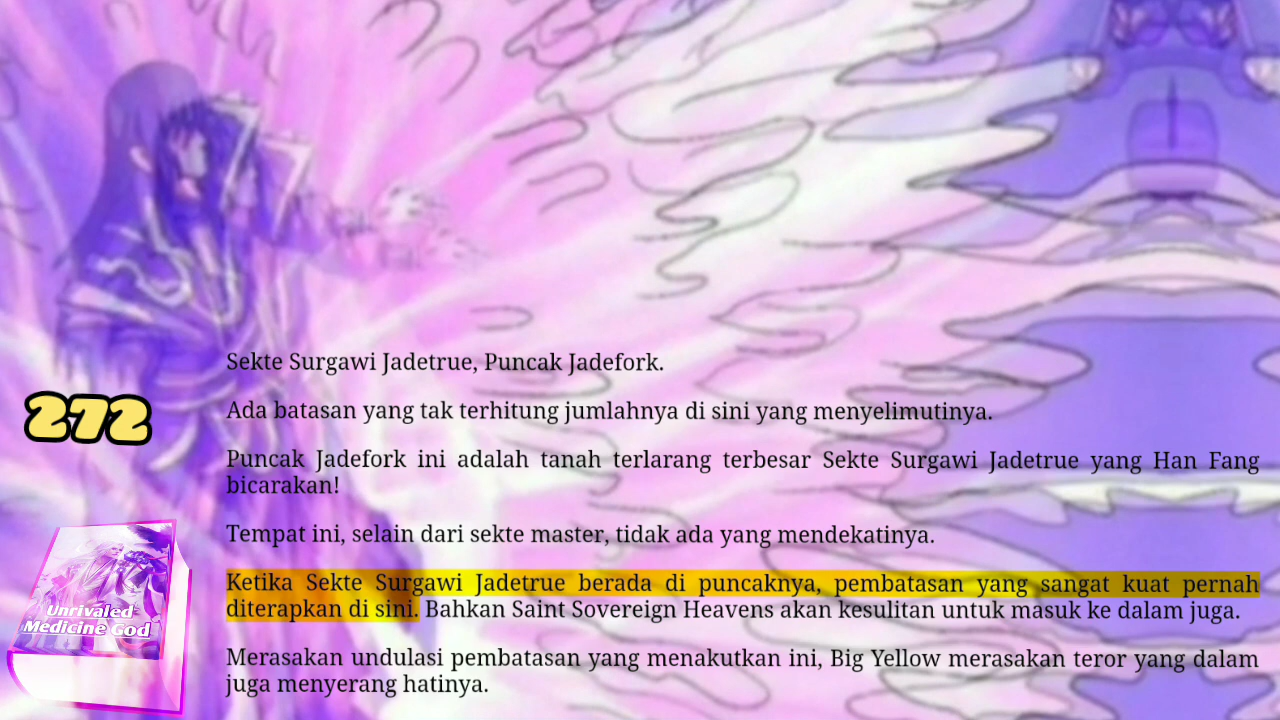 Sekte Surgawi Jadetrue, Puncak Jadefork.
Ada batasan yang tak terhitung jumlahnya di sini yang menyelimutinya.
272
Puncak Jadefork ini adalah tanah terlarang terbesar Sekte Surgawi Jadetrue yang Han Fang
bicarakan!
Tempat ini, selain dari sekte master, tidak ada yang mendekatinya.
Ketika Sekte Surgawi Jadetrue berada di puncaknya, pembatasan yang sangat kuat pernah
diterapkan di sini. Bahkan Saint Sovereign Heavens akan kesulitan untuk masuk ke dalam juga.
Merasakan undulasi pembatasan yang menakutkan ini, Big Yellow merasakan teror yang dalam
juga menyerang hatinya.
Unrivaled
Medicine God